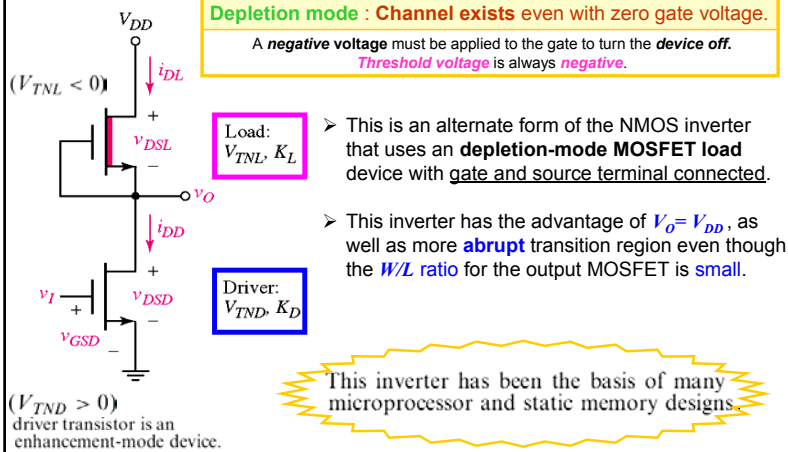 Depletion mode : Channel exists even with zero gate voltage.
A negative voltage must be applied to the gate to turn the device off.
Threshold voltage is always negative.
V_DD
i_DL
(V_TNL < 0)
+
v_DSL
−
Load:
V_TNL, K_L
v_O
➢ This is an alternate form of the NMOS inverter
that uses an depletion-mode MOSFET load
device with gate and source terminal connected.
➢ This inverter has the advantage of V_O= V_DD , as
well as more abrupt transition region even though
the W/L ratio for the output MOSFET is small.
i_DD
+
v_DSD
−
v_I
+
v_GSD
−
Driver:
V_TND, K_D
(V_TND > 0)
driver transistor is an
enhancement-mode device.
This inverter has been the basis of many
microprocessor and static memory designs.